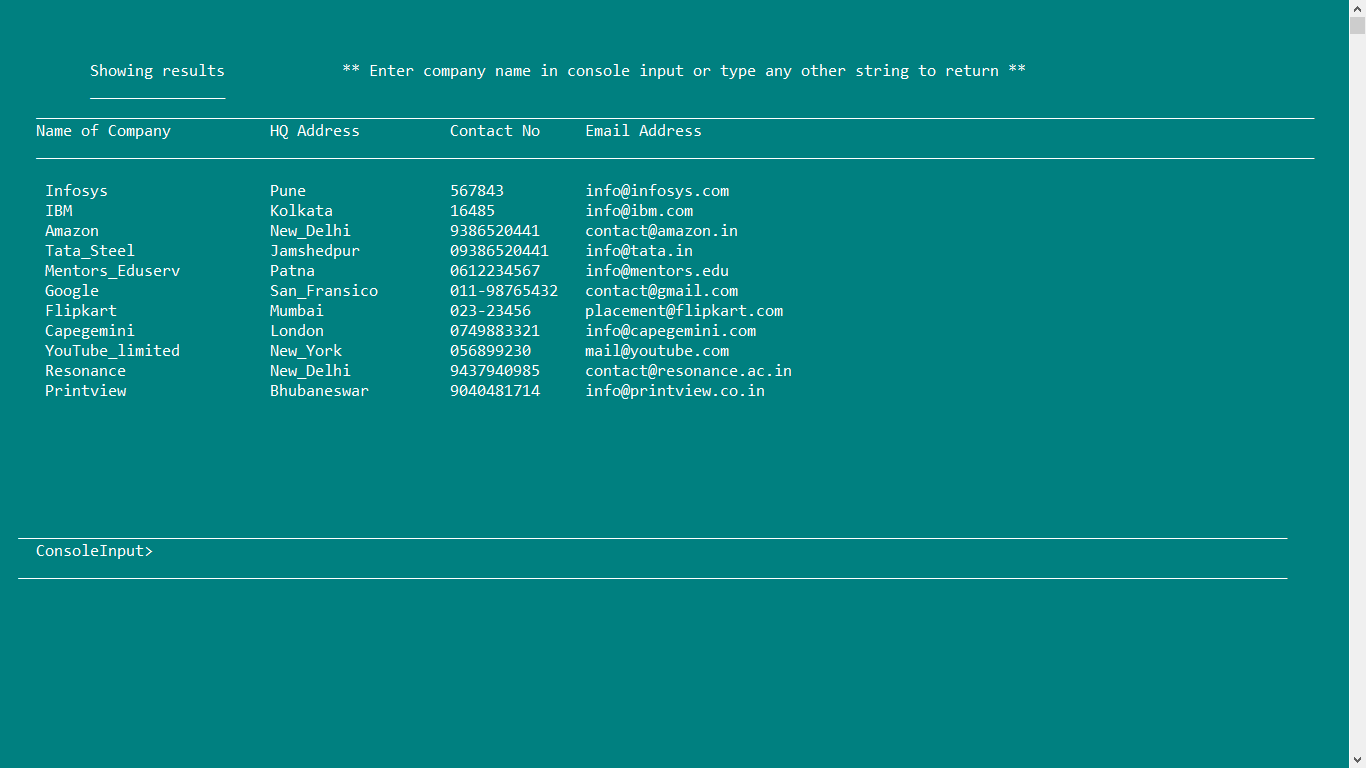 Showing results ** Enter company name in console input or type any other string to return **
Name of Company HQ Address Contact No Email Address
Infosys Pune 567843 info@infosys.com
IBM Kolkata 16485 info@ibm.com
Amazon New_Delhi 9386520441 contact@amazon.in
Tata_Steel Jamshedpur 09386520441 info@tata.in
Mentors_Eduserv Patna 0612234567 info@mentors.edu
Google San_Fransico 011-98765432 contact@gmail.com
Flipkart Mumbai 023-23456 placement@flipkart.com
Capegemini London 0749883321 info@capegemini.com
YouTube_limited New_York 056899230 mail@youtube.com
Resonance New_Delhi 9437940985 contact@resonance.ac.in
Printview Bhubaneswar 9040481714 info@printview.co.in
ConsoleInput>